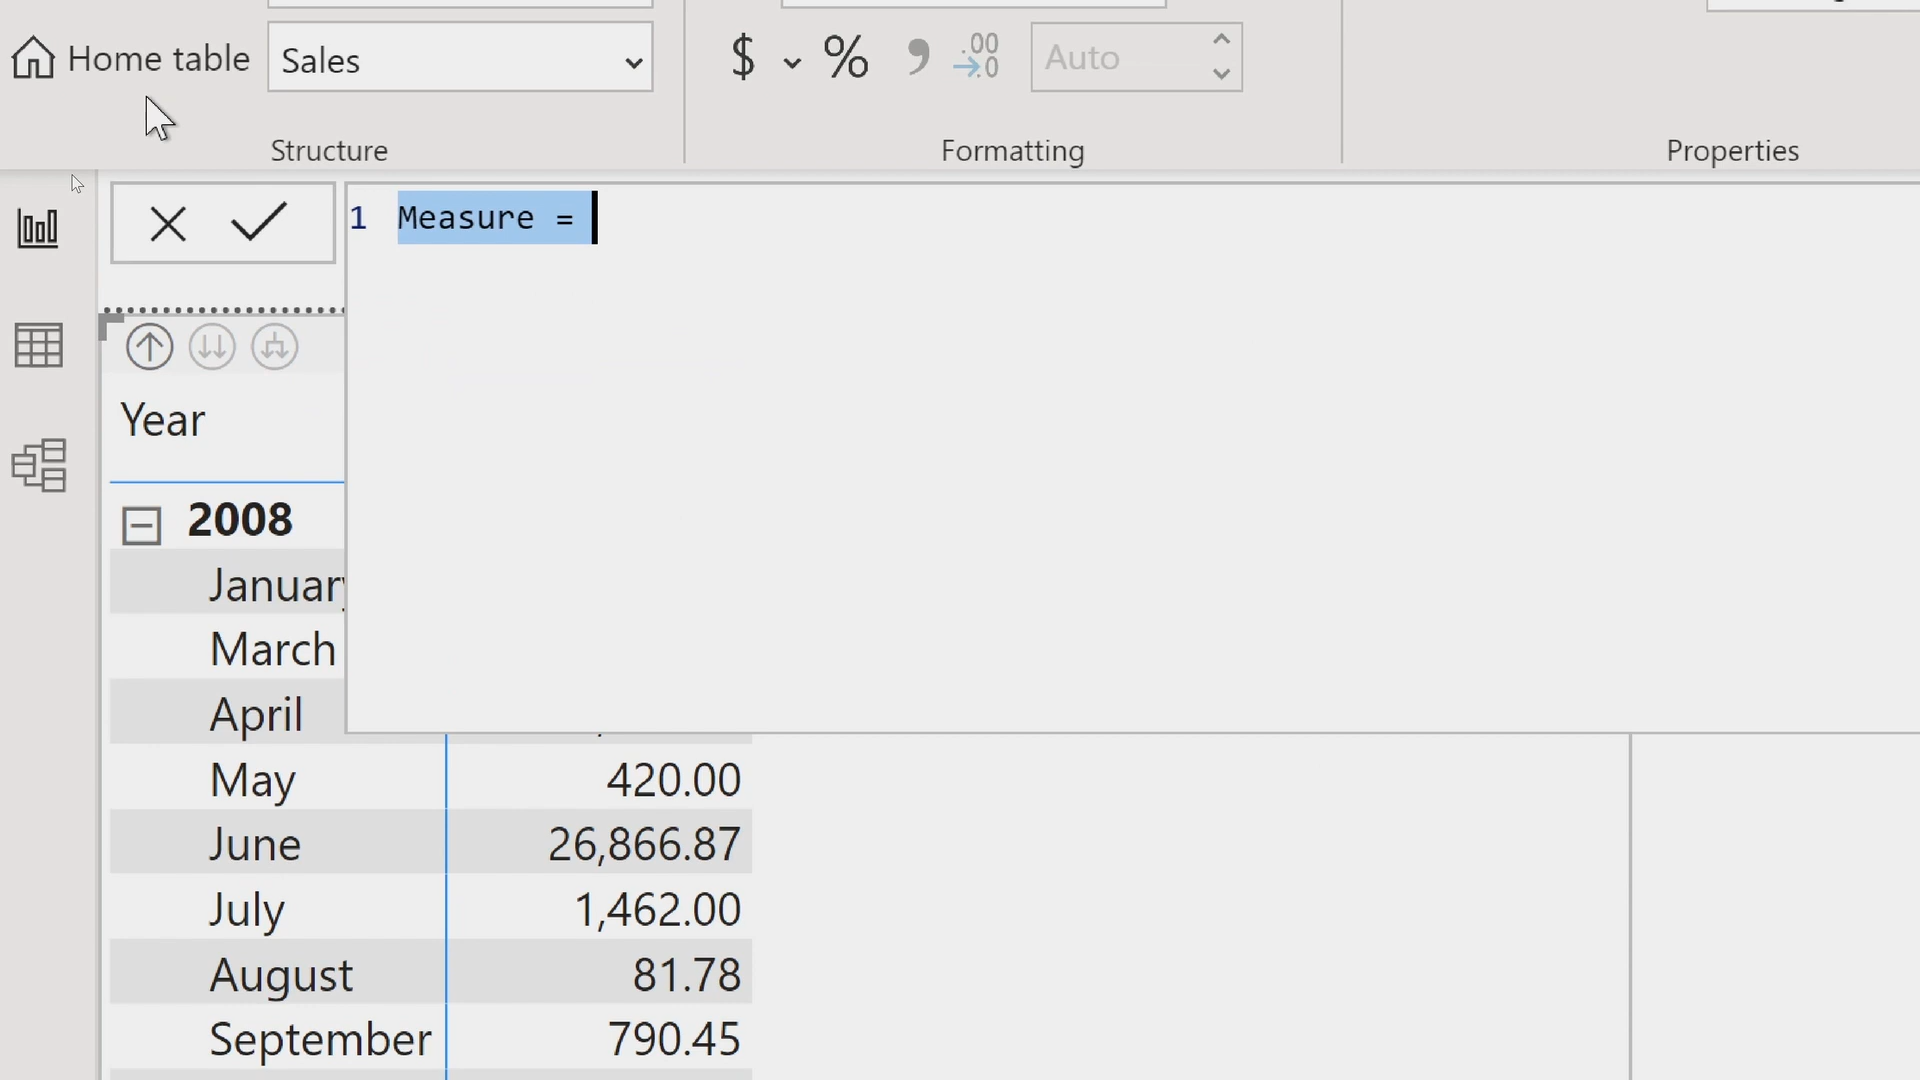 Home table Sales
$ % , .00 .0 Auto
Structure Formatting Properties
1 Measure =
Year
2008
January
March
April
May 420.00
June 26,866.87
July 1,462.00
August 81.78
September 790.45